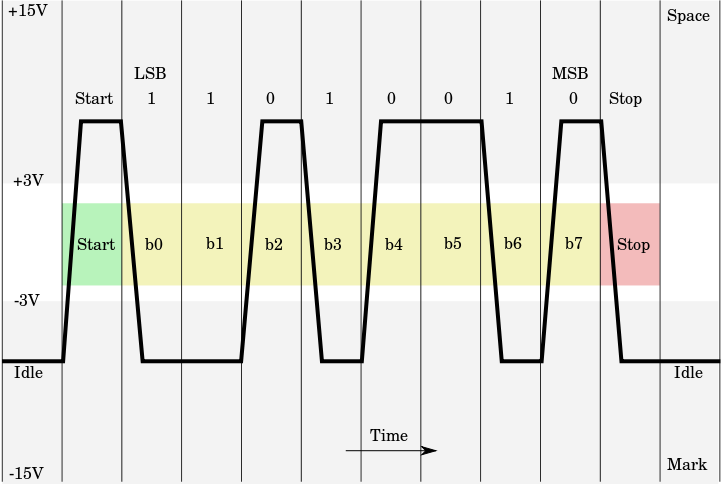 +15V
Space
LSB
MSB
Start 1 1 0 1 0 0 1 0 Stop
+3V
Start b0 b1 b2 b3 b4 b5 b6 b7 Stop
-3V
Idle
Idle
Time
Mark
-15V